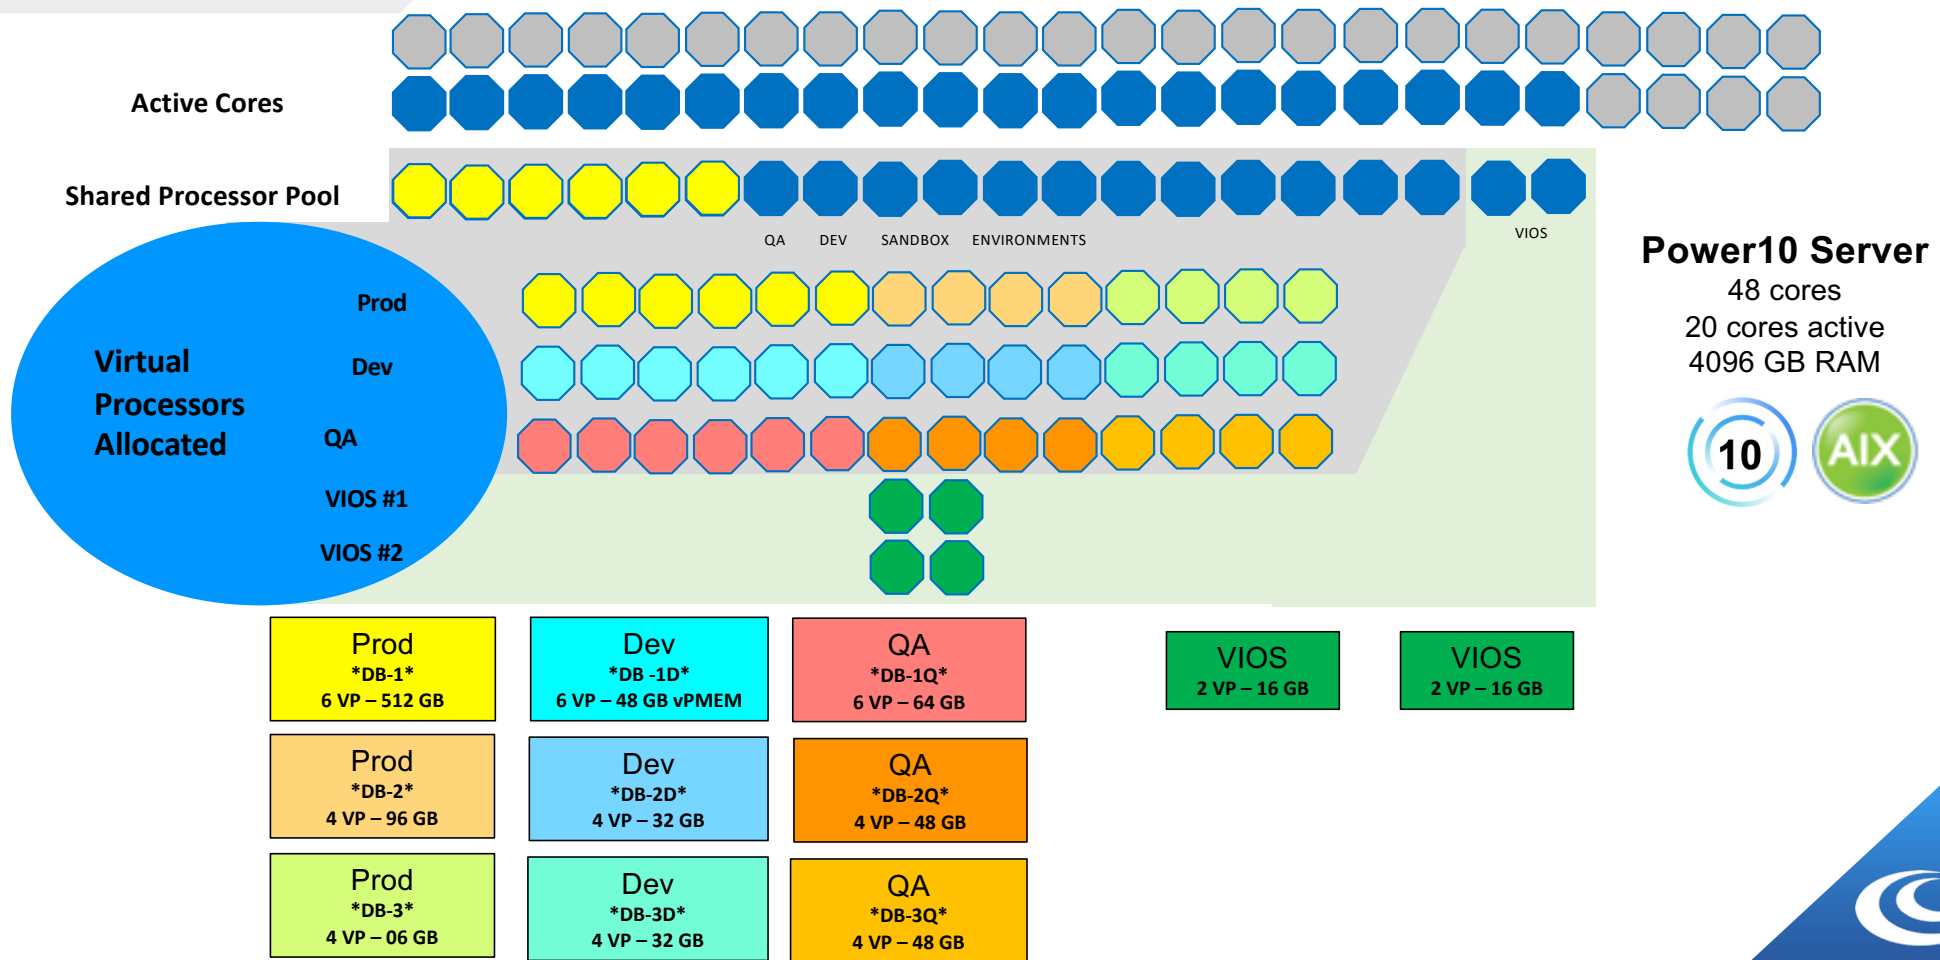 Active Cores
Shared Processor Pool
QA DEV SANDBOX ENVIRONMENTS
VIOS
Power10 Server
48 cores
20 cores active
4096 GB RAM
10
AIX
Virtual
Processors
Allocated
Prod
Dev
QA
VIOS #1
VIOS #2
Prod
*DB-1*
6 VP – 512 GB
Dev
*DB -1D*
6 VP – 48 GB vPMEM
QA
*DB-1Q*
6 VP – 64 GB
VIOS
2 VP – 16 GB
VIOS
2 VP – 16 GB
Prod
*DB-2*
4 VP – 96 GB
Dev
*DB-2D*
4 VP – 32 GB
QA
*DB-2Q*
4 VP – 48 GB
Prod
*DB-3*
4 VP – 06 GB
Dev
*DB-3D*
4 VP – 32 GB
QA
*DB-3Q*
4 VP – 48 GB